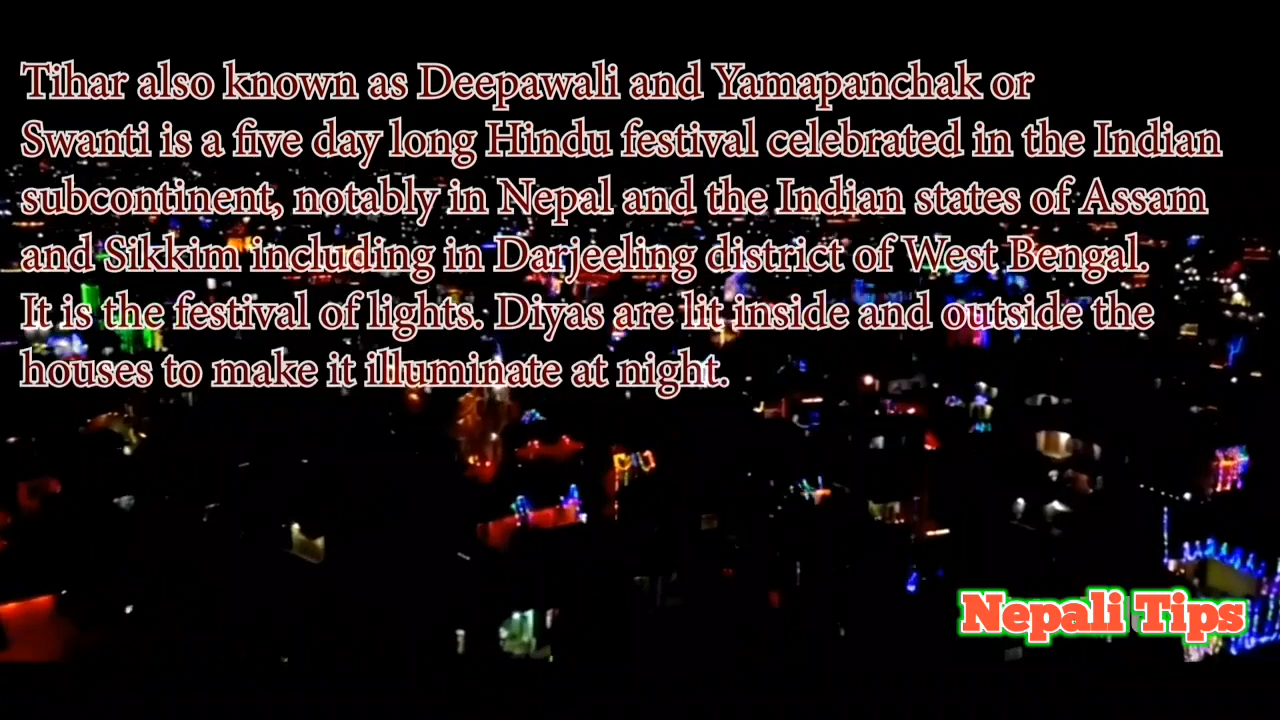 Tihar also known as Deepawali and Yamapanchak or
Swanti is a five day long Hindu festival celebrated in the Indian
subcontinent, notably in Nepal and the Indian states of Assam
and Sikkim including in Darjeeling district of West Bengal.
It is the festival of lights. Diyas are lit inside and outside the
houses to make it illuminate at night.
Nepali Tips